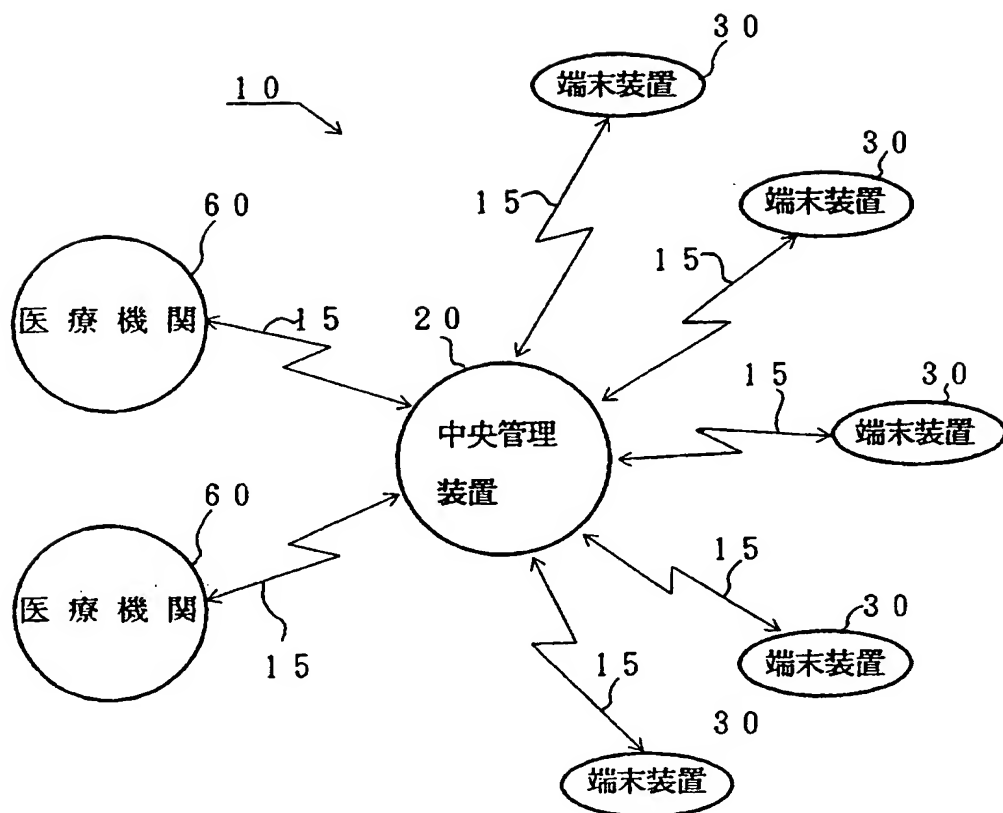 ３０
端末装置
１０
３０
端末装置
１５
６０
１５
医療機関
１５
２０
１５
３０
端末装置
中央管理
装置
６０
医療機関
１５
１５
３０
端末装置
１５
３０
端末装置